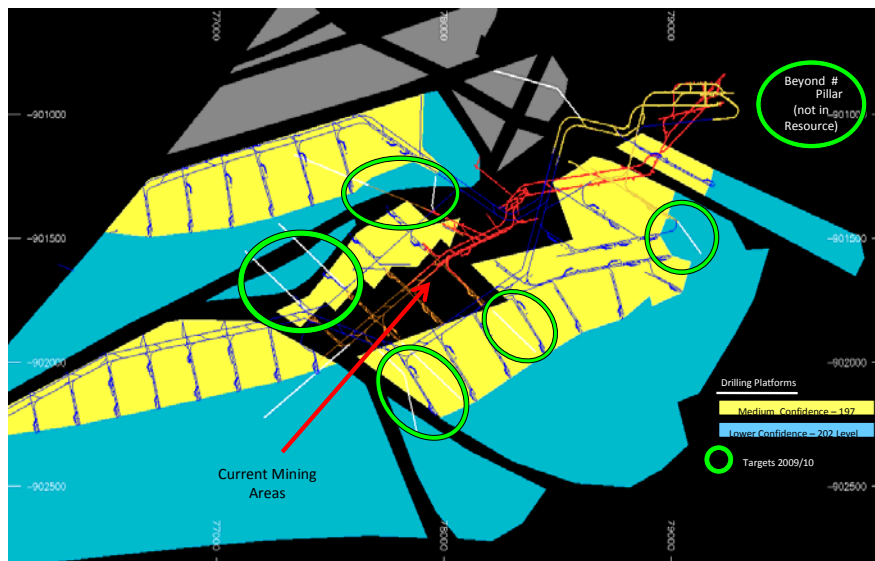 77000
78000
79000
-901000
-901000
Beyond #
Pillar
(not in
Resource)
-901500
-901500
-902000
-902000
Drilling Platforms
Medium Confidence – 197
Lower Confidence – 202 Level
Targets 2009/10
Current Mining
Areas
-902500
-902500
77000
78000
79000